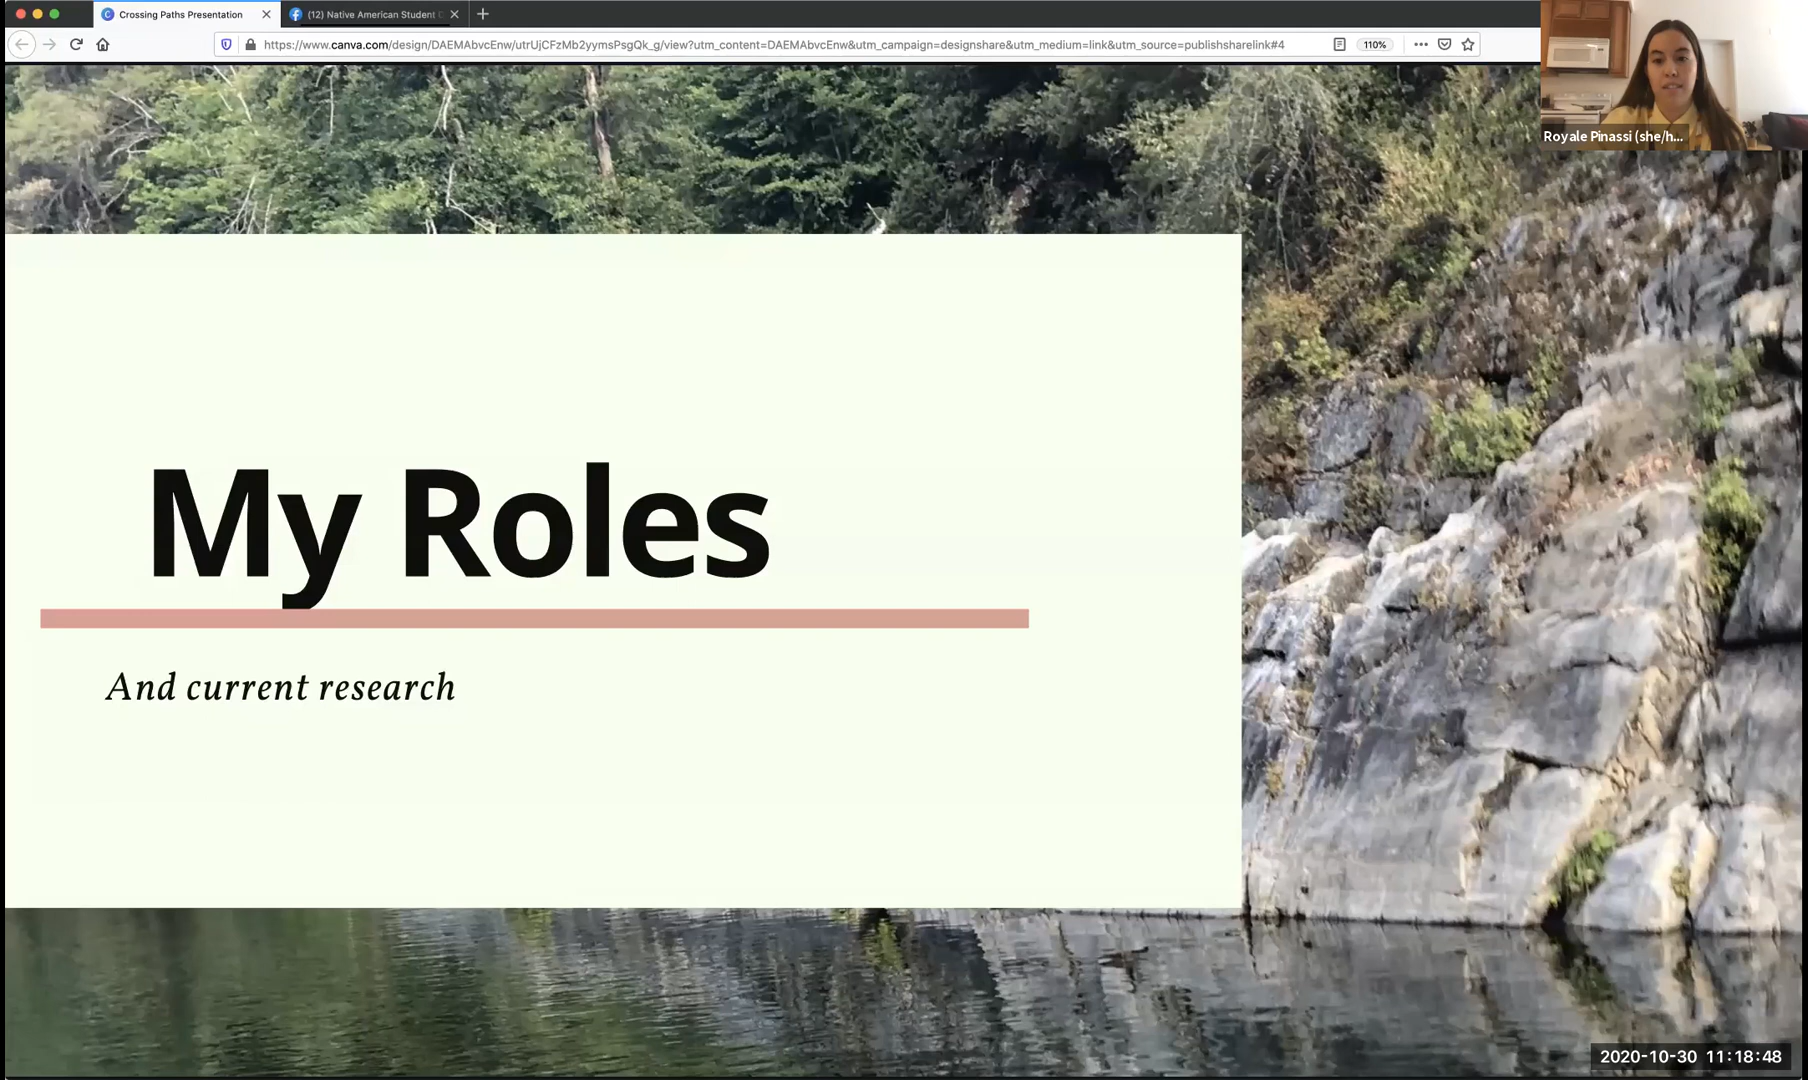 Crossing Paths Presentation
(12) Native American Student
https://www.canva.com/design/DAEMAbvcEnw/utrUjCFzMb2yymsPsgQk_g/view?utm_content=DAEMAbvcEnw&utm_campaign=designshare&utm_medium=link&utm_source=publishsharelink#4
110%
Royale Pinassi (she/h...
My Roles
And current research
2020-10-30 11:18:48